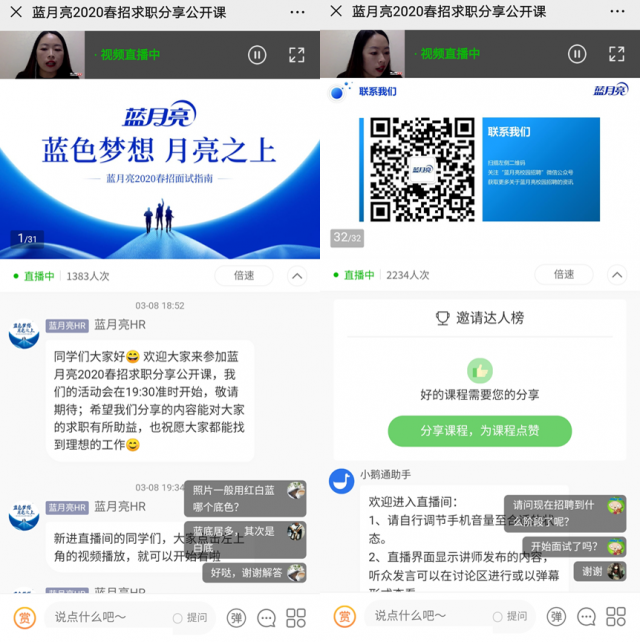 蓝月亮2020春招求职分享公开课
· 视频直播中
蓝月亮
蓝色梦想 月亮之上
蓝月亮2020春招面试指南
1/31
直播中
1383人次
倍速
03-08 18:52
蓝月亮HR 蓝月亮HR
同学们大家好😄 欢迎大家来参加蓝
月亮2020春招求职分享公开课，我
们的活动会在19:30准时开始，敬请
期待；希望我们分享的内容能对大家
的求职有所助益，也祝愿大家都能找
到理想的工作😊
03-08 19:34
蓝月亮HR 蓝月亮HR
新进直播间的同学们，大家点击左上
角的视频播放，就可以开始看啦
照片一般用红白蓝
哪个底色？
蓝底居多，其次是
白底
好哒，谢谢解答
蓝月亮HR 蓝月亮HR
赏
说点什么吧～
提问
弹
蓝月亮2020春招求职分享公开课
· 视频直播中
联系我们
蓝月亮
蓝月亮
联系我们
扫描左侧二维码
关注“蓝月亮校园招聘”微信公众号
获取更多关于蓝月亮校园招聘的资讯
32/32
直播中
2234人次
倍速
邀请达人榜
好的课程需要您的分享
分享课程，为课程点赞
小鹅通助手
欢迎进入直播间：
1、请自行调节手机音量至合适的状
态。
2、直播界面显示讲师发布的内容，
听众发言可以在讨论区进行或以弹幕
形式查看
请问现在招聘到什
么阶段了呢？
开始面试了吗？
谢谢
赏
说点什么吧～
提问
弹